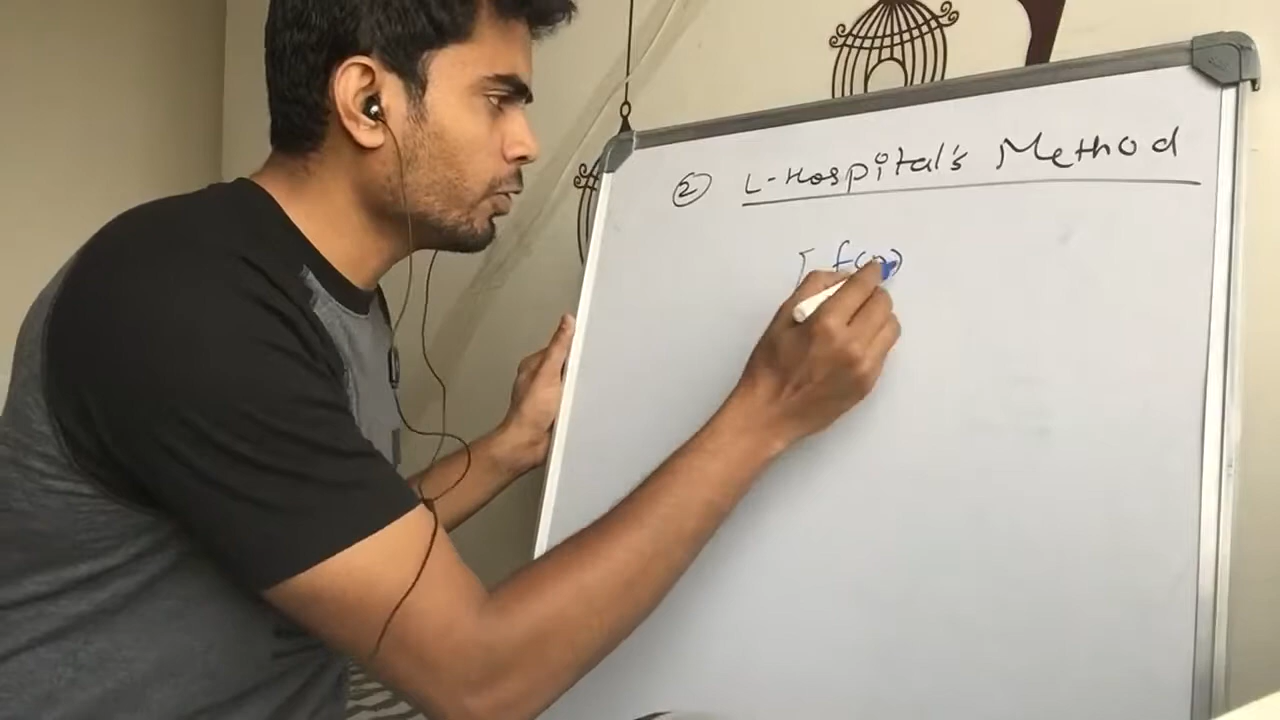 ② L-Hospital's Method
f(x)